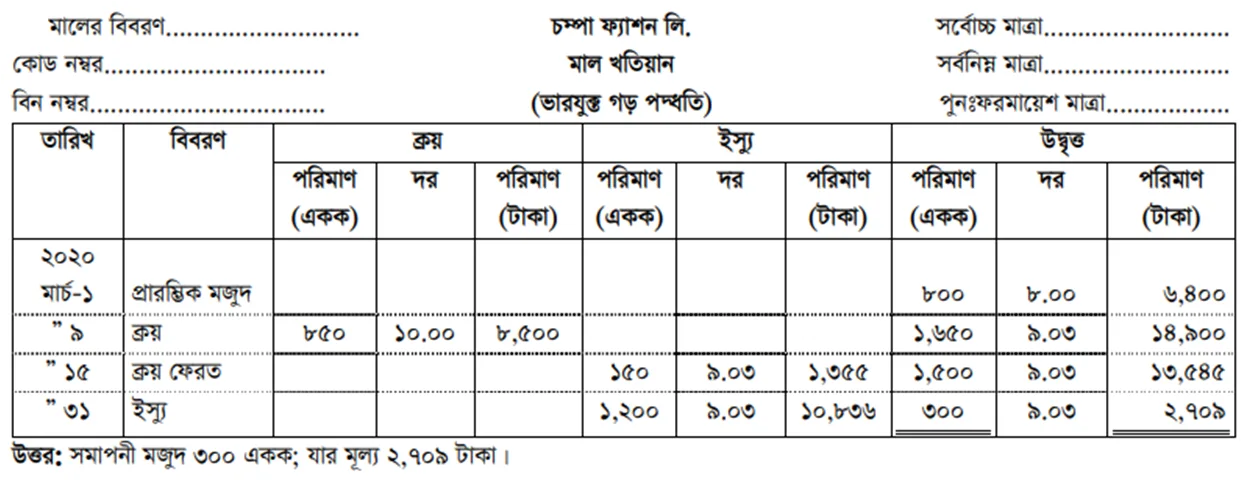 মালের বিবরণ............................ চম্পা ফ্যাশন লি. সর্বোচ্চ মাত্রা...........................
কোড নম্বর................................ মাল খতিয়ান সর্বনিম্ন মাত্রা...........................
বিন নম্বর.................................. (ভারযুক্ত গড় পদ্ধতি) পুনঃফরমায়েশ মাত্রা..................
তারিখ বিবরণ ক্রয় ইস্যু উদ্বৃত্ত
পরিমাণ দর পরিমাণ পরিমাণ দর পরিমাণ পরিমাণ দর পরিমাণ
(একক) (টাকা) (একক) (টাকা) (একক) (টাকা)
২০২০
মার্চ-১ প্রারম্ভিক মজুদ ৮০০ ৮.০০ ৬,৪০০
” ৯ ক্রয় ৮৫০ ১০.০০ ৮,৫০০ ১,৬৫০ ৯.০৩ ১৪,৯০০
” ১৫ ক্রয় ফেরত ১৫০ ৯.০৩ ১,৩৫৫ ১,৫০০ ৯.০৩ ১৩,৫৪৫
” ৩১ ইস্যু ১,২০০ ৯.০৩ ১০,৮৩৬ ৩০০ ৯.০৩ ২,৭০৯
উত্তর: সমাপনী মজুদ ৩০০ একক; যার মূল্য ২,৭০৯ টাকা।